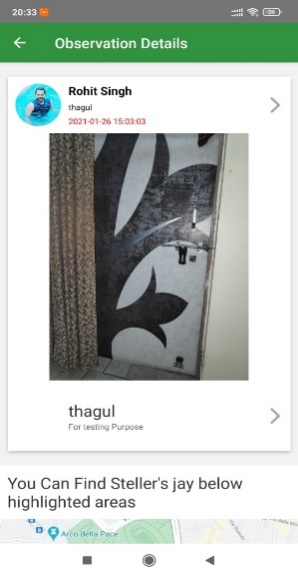 20:33
Observation Details
Rohit Singh
thagul
2021-01-26 15:03:03
thagul
For testing Purpose
You Can Find Steller's jay below
highlighted areas
Arco della Pace